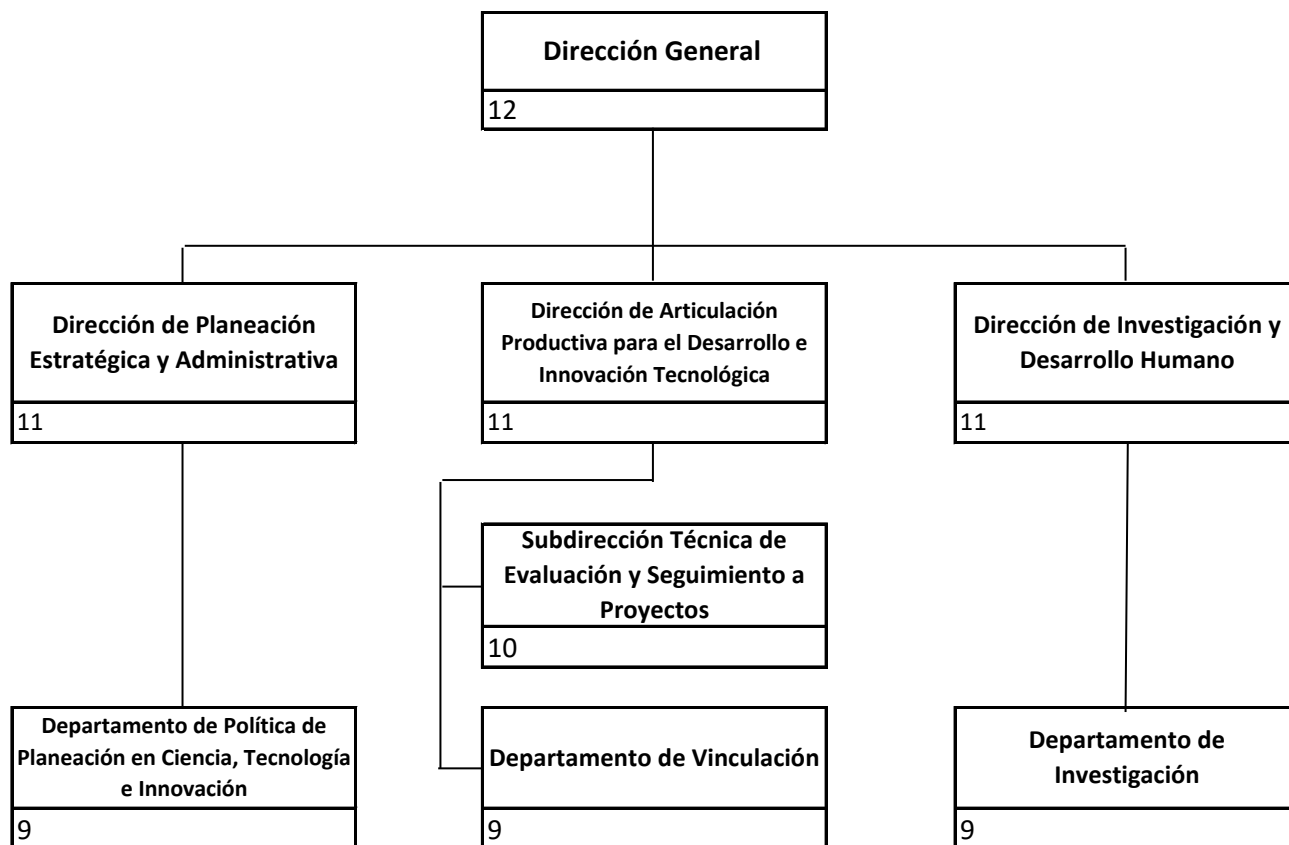 Dirección General
12
Dirección de Planeación
Estratégica y Administrativa
11
Dirección de Articulación
Productiva para el Desarrollo e
Innovación Tecnológica
11
Dirección de Investigación y
Desarrollo Humano
11
Subdirección Técnica de
Evaluación y Seguimiento a
Proyectos
10
Departamento de Política de
Planeación en Ciencia, Tecnología
e Innovación
9
Departamento de Vinculación
9
Departamento de
Investigación
9